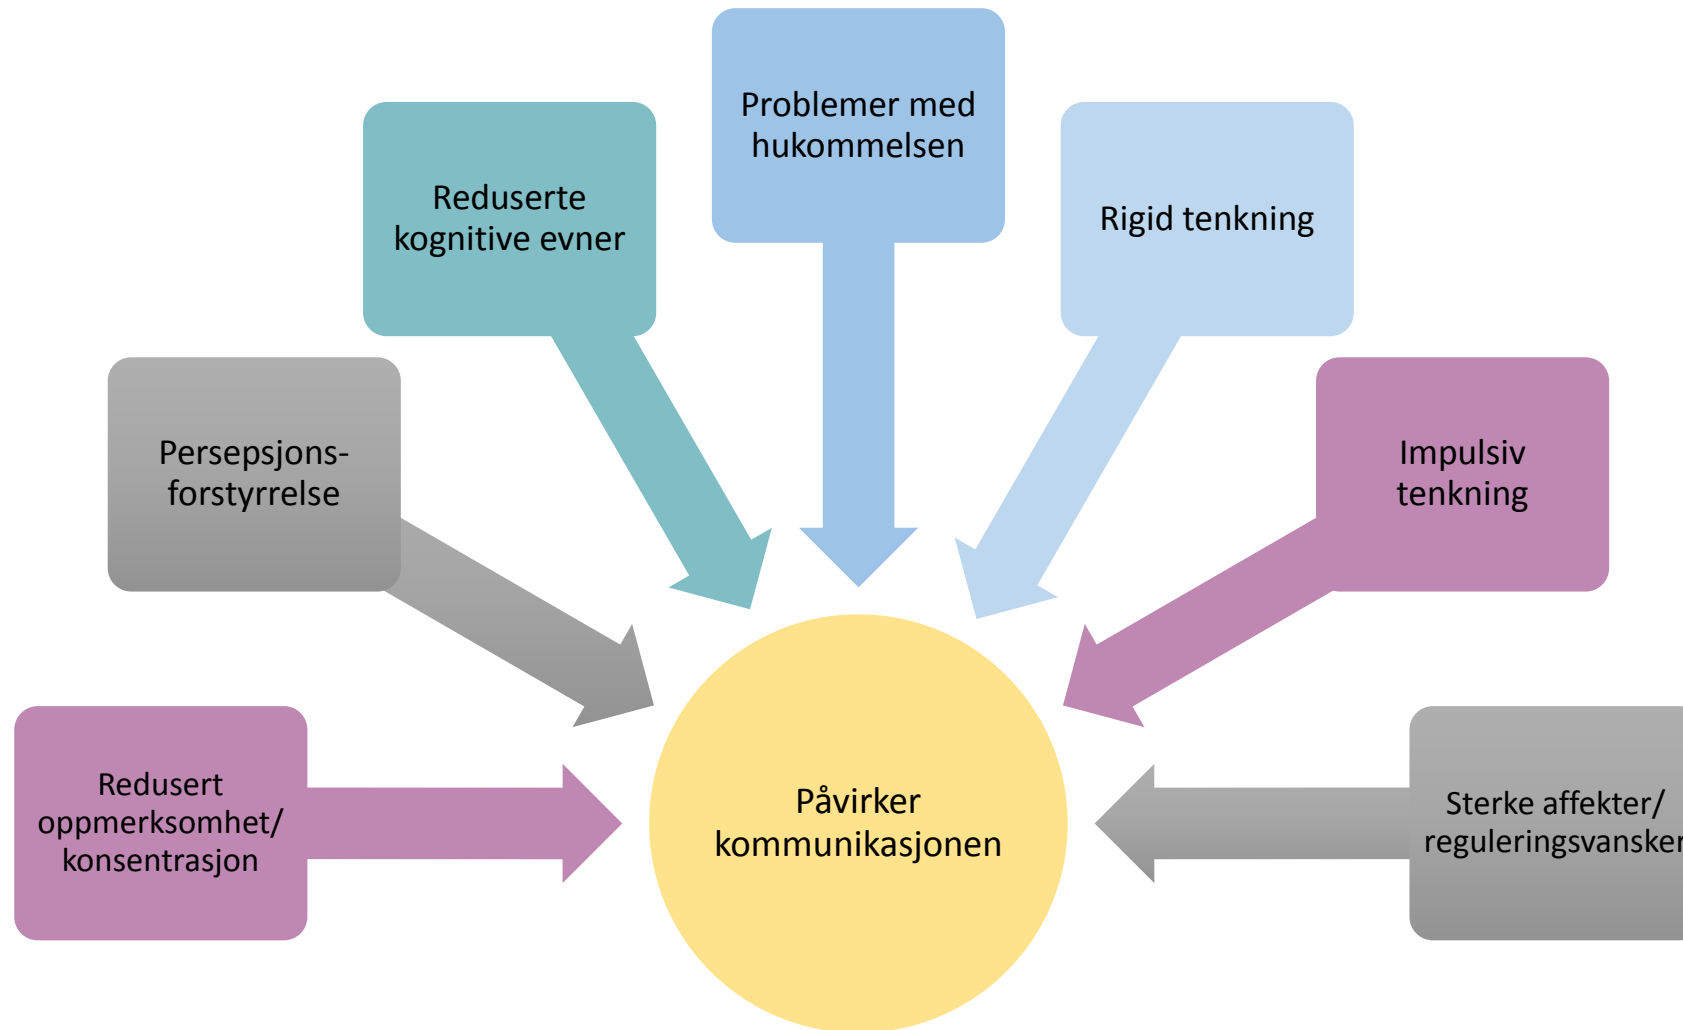 Problemer med
hukommelsen
Reduserte
kognitive evner
Rigid tenkning
Persepsjons-
forstyrrelse
Impulsiv
tenkning
Redusert
oppmerksomhet/
konsentrasjon
Påvirker
kommunikasjonen
Sterke affekter/
reguleringsvansker